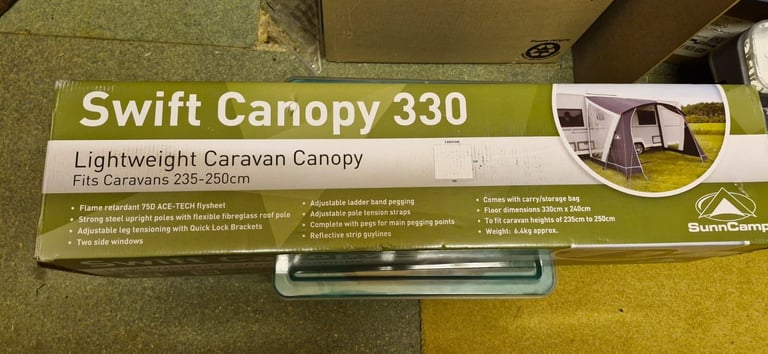 Swift Canopy 330
Lightweight Caravan Canopy
Fits Caravans 235-250cm
CARAVAN
• Flame retardant 75D ACE-TECH flysheet
• Strong steel upright poles with flexible fibreglass roof pole
• Adjustable leg tensioning with Quick Lock Brackets
• Two side windows
• Adjustable ladder band pegging
• Adjustable pole tension straps
• Complete with pegs for main pegging points
• Reflective strip guylines
• Comes with carry/storage bag
• Floor dimensions 330cm x 240cm
• To fit caravan heights of 235cm to 250cm
• Weight: 6.4kg approx.
SunnCamp